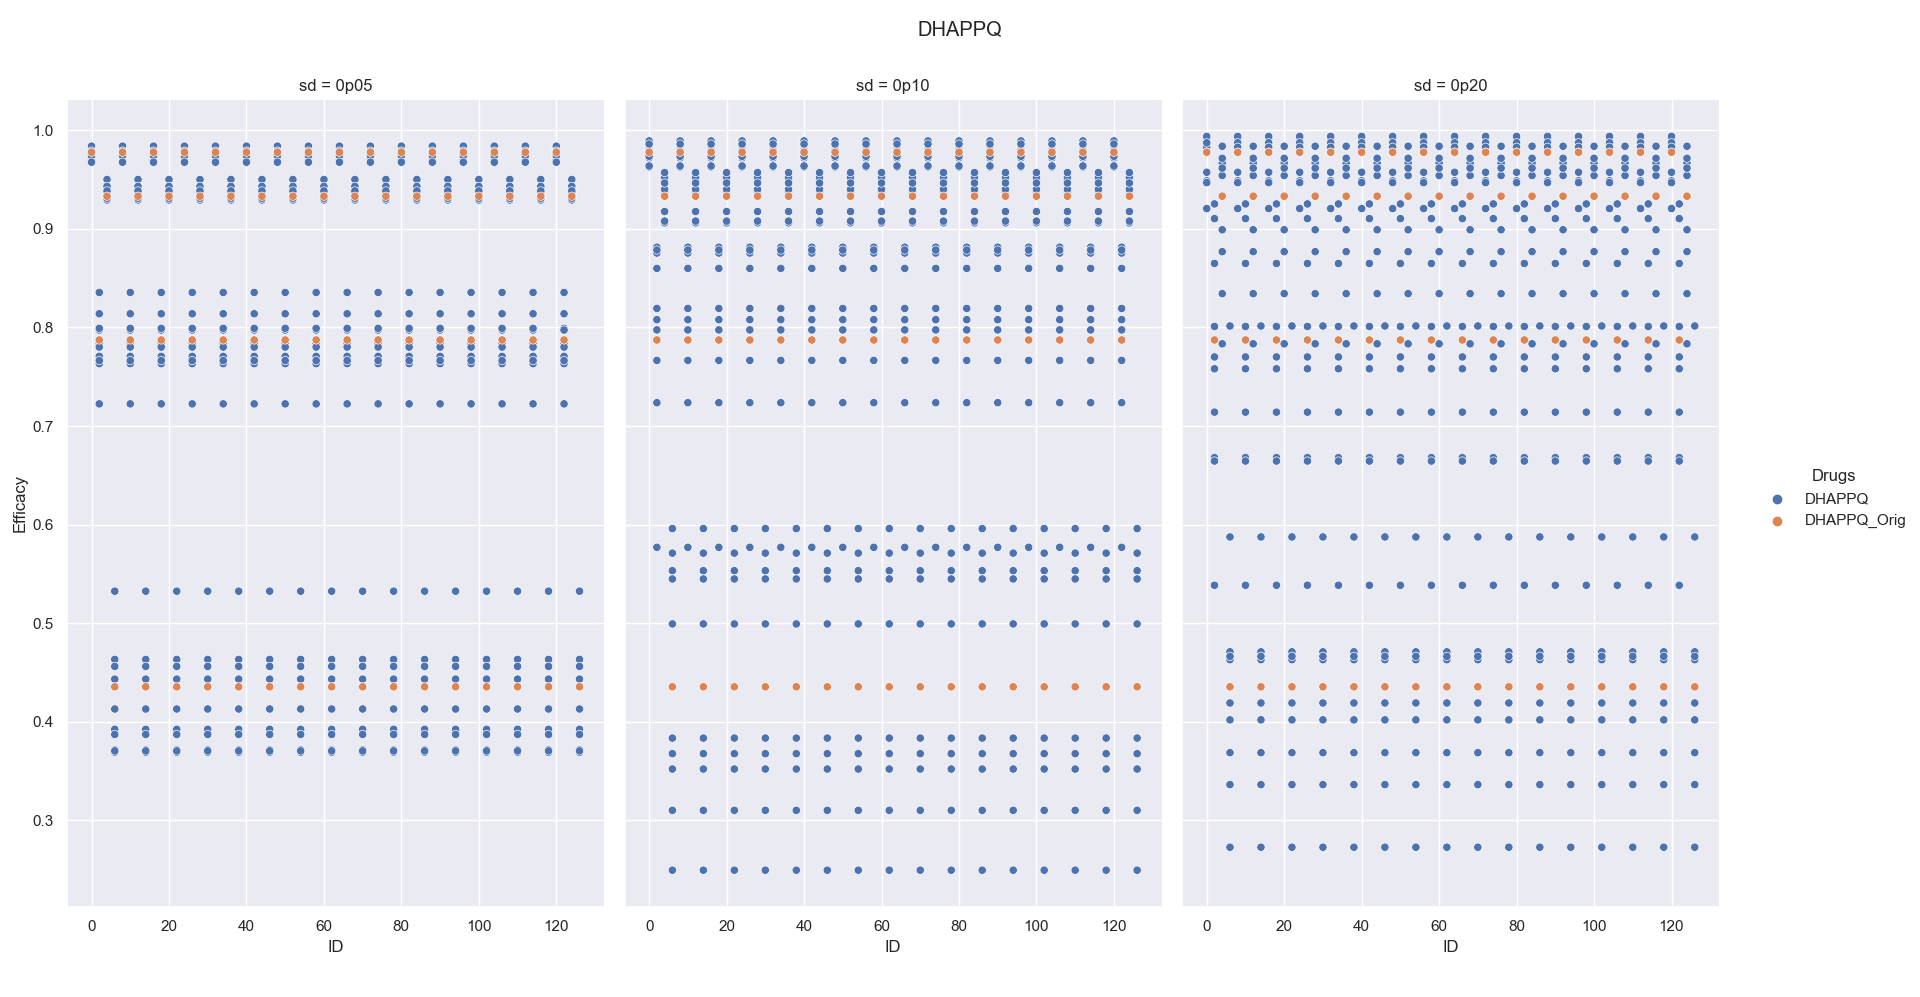 DHAPPQ
sd = 0p05
sd = 0p10
sd = 0p20
1.0
0.9
0.8
0.7
0.6
0.5
0.4
0.3
Efficacy
0 20 40 60 80 100 120
0 20 40 60 80 100 120
0 20 40 60 80 100 120
ID
ID
ID
Drugs
DHAPPQ
DHAPPQ_Orig